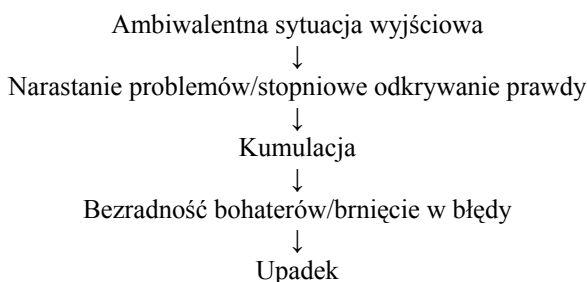 Ambiwalentna sytuacja wyjściowa
↓
Narastanie problemów/stopniowe odkrywanie prawdy
↓
Kumulacja
↓
Bezradność bohaterów/brnięcie w błędy
↓
Upadek